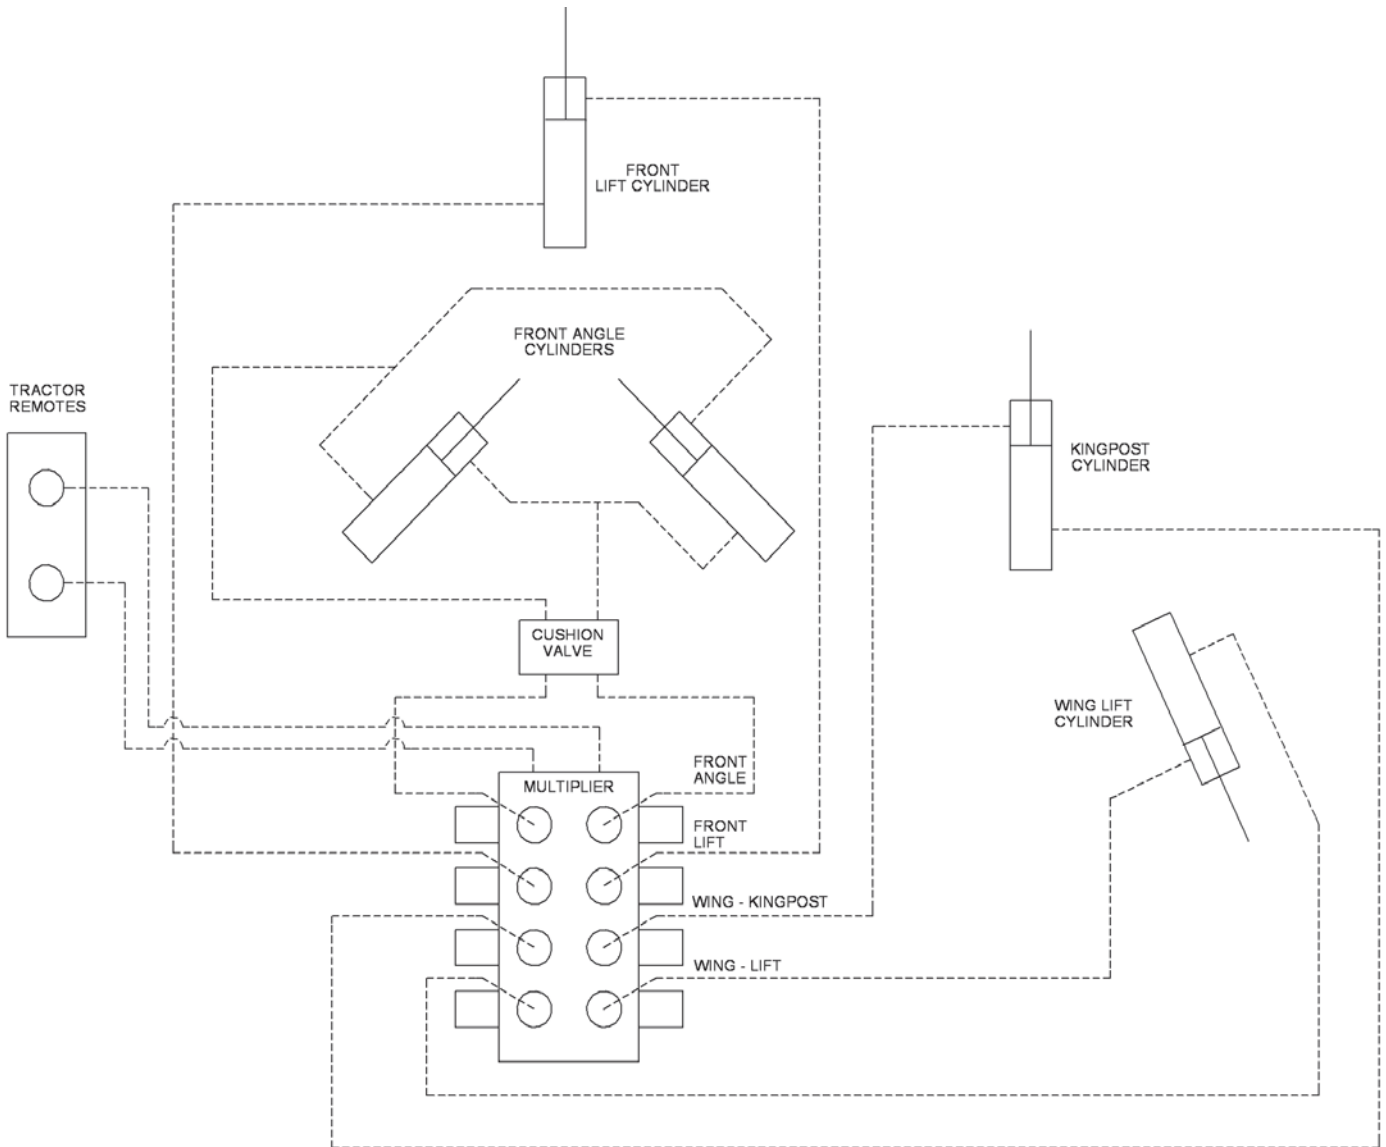 FRONT
LIFT CYLINDER
FRONT ANGLE
CYLINDERS
TRACTOR
REMOTES
KINGPOST
CYLINDER
CUSHION
VALVE
WING LIFT
CYLINDER
MULTIPLIER
FRONT
ANGLE
FRONT
LIFT
WING - KINGPOST
WING - LIFT